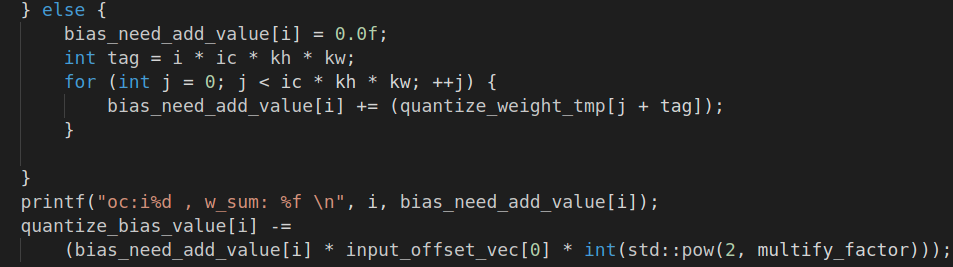 } else {
bias_need_add_value[i] = 0.0f;
int tag = i * ic * kh * kw;
for (int j = 0; j < ic * kh * kw; ++j) {
bias_need_add_value[i] += (quantize_weight_tmp[j + tag]);
}
}
printf("oc:i%d , w_sum: %f \n", i, bias_need_add_value[i]);
quantize_bias_value[i] -=
(bias_need_add_value[i] * input_offset_vec[0] * int(std::pow(2, multify_factor)));